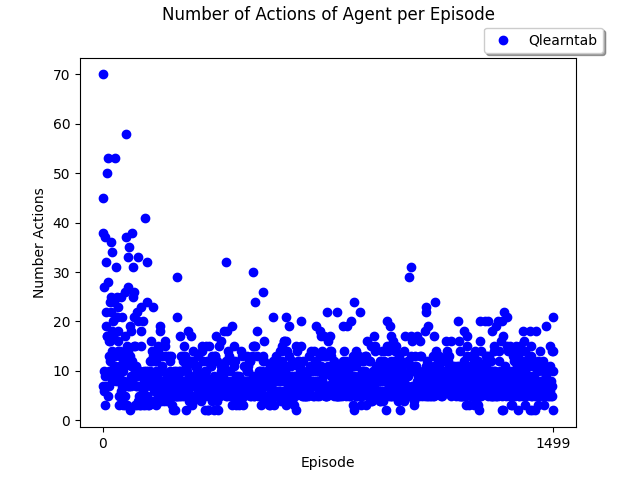 Number of Actions of Agent per Episode
Qlearntab
70
60
50
40
30
20
10
0
Number Actions
0 1499
Episode